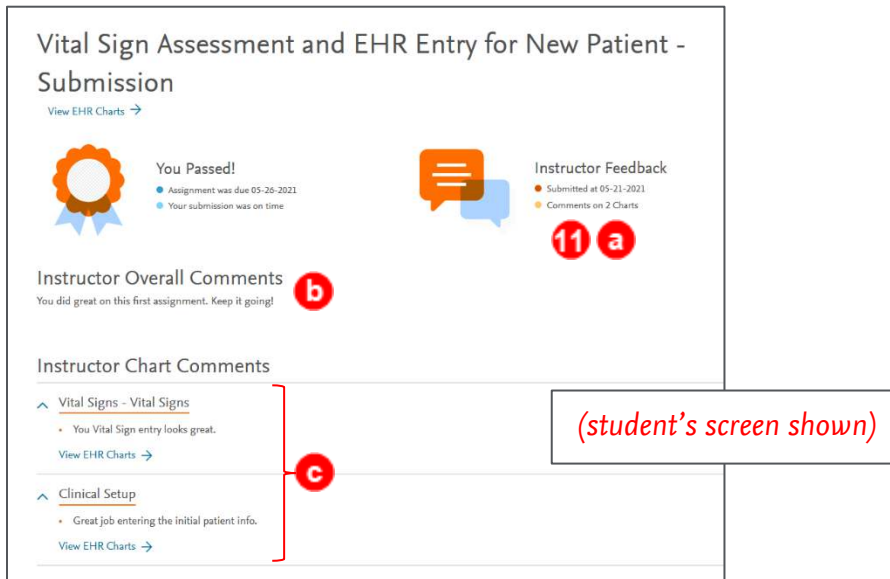 Vital Sign Assessment and EHR Entry for New Patient -
Submission
View EHR Charts →
You Passed!
Assignment was due 05-26-2021
Your submission was on time
Instructor Feedback
Submitted at 05-21-2021
Comments on 2 Charts
11 a
Instructor Overall Comments
b
You did great on this first assignment. Keep it going!
Instructor Chart Comments
Vital Signs - Vital Signs
• You Vital Sign entry looks great.
View EHR Charts →
(student's screen shown)
c
Clinical Setup
• Great job entering the initial patient info.
View EHR Charts →